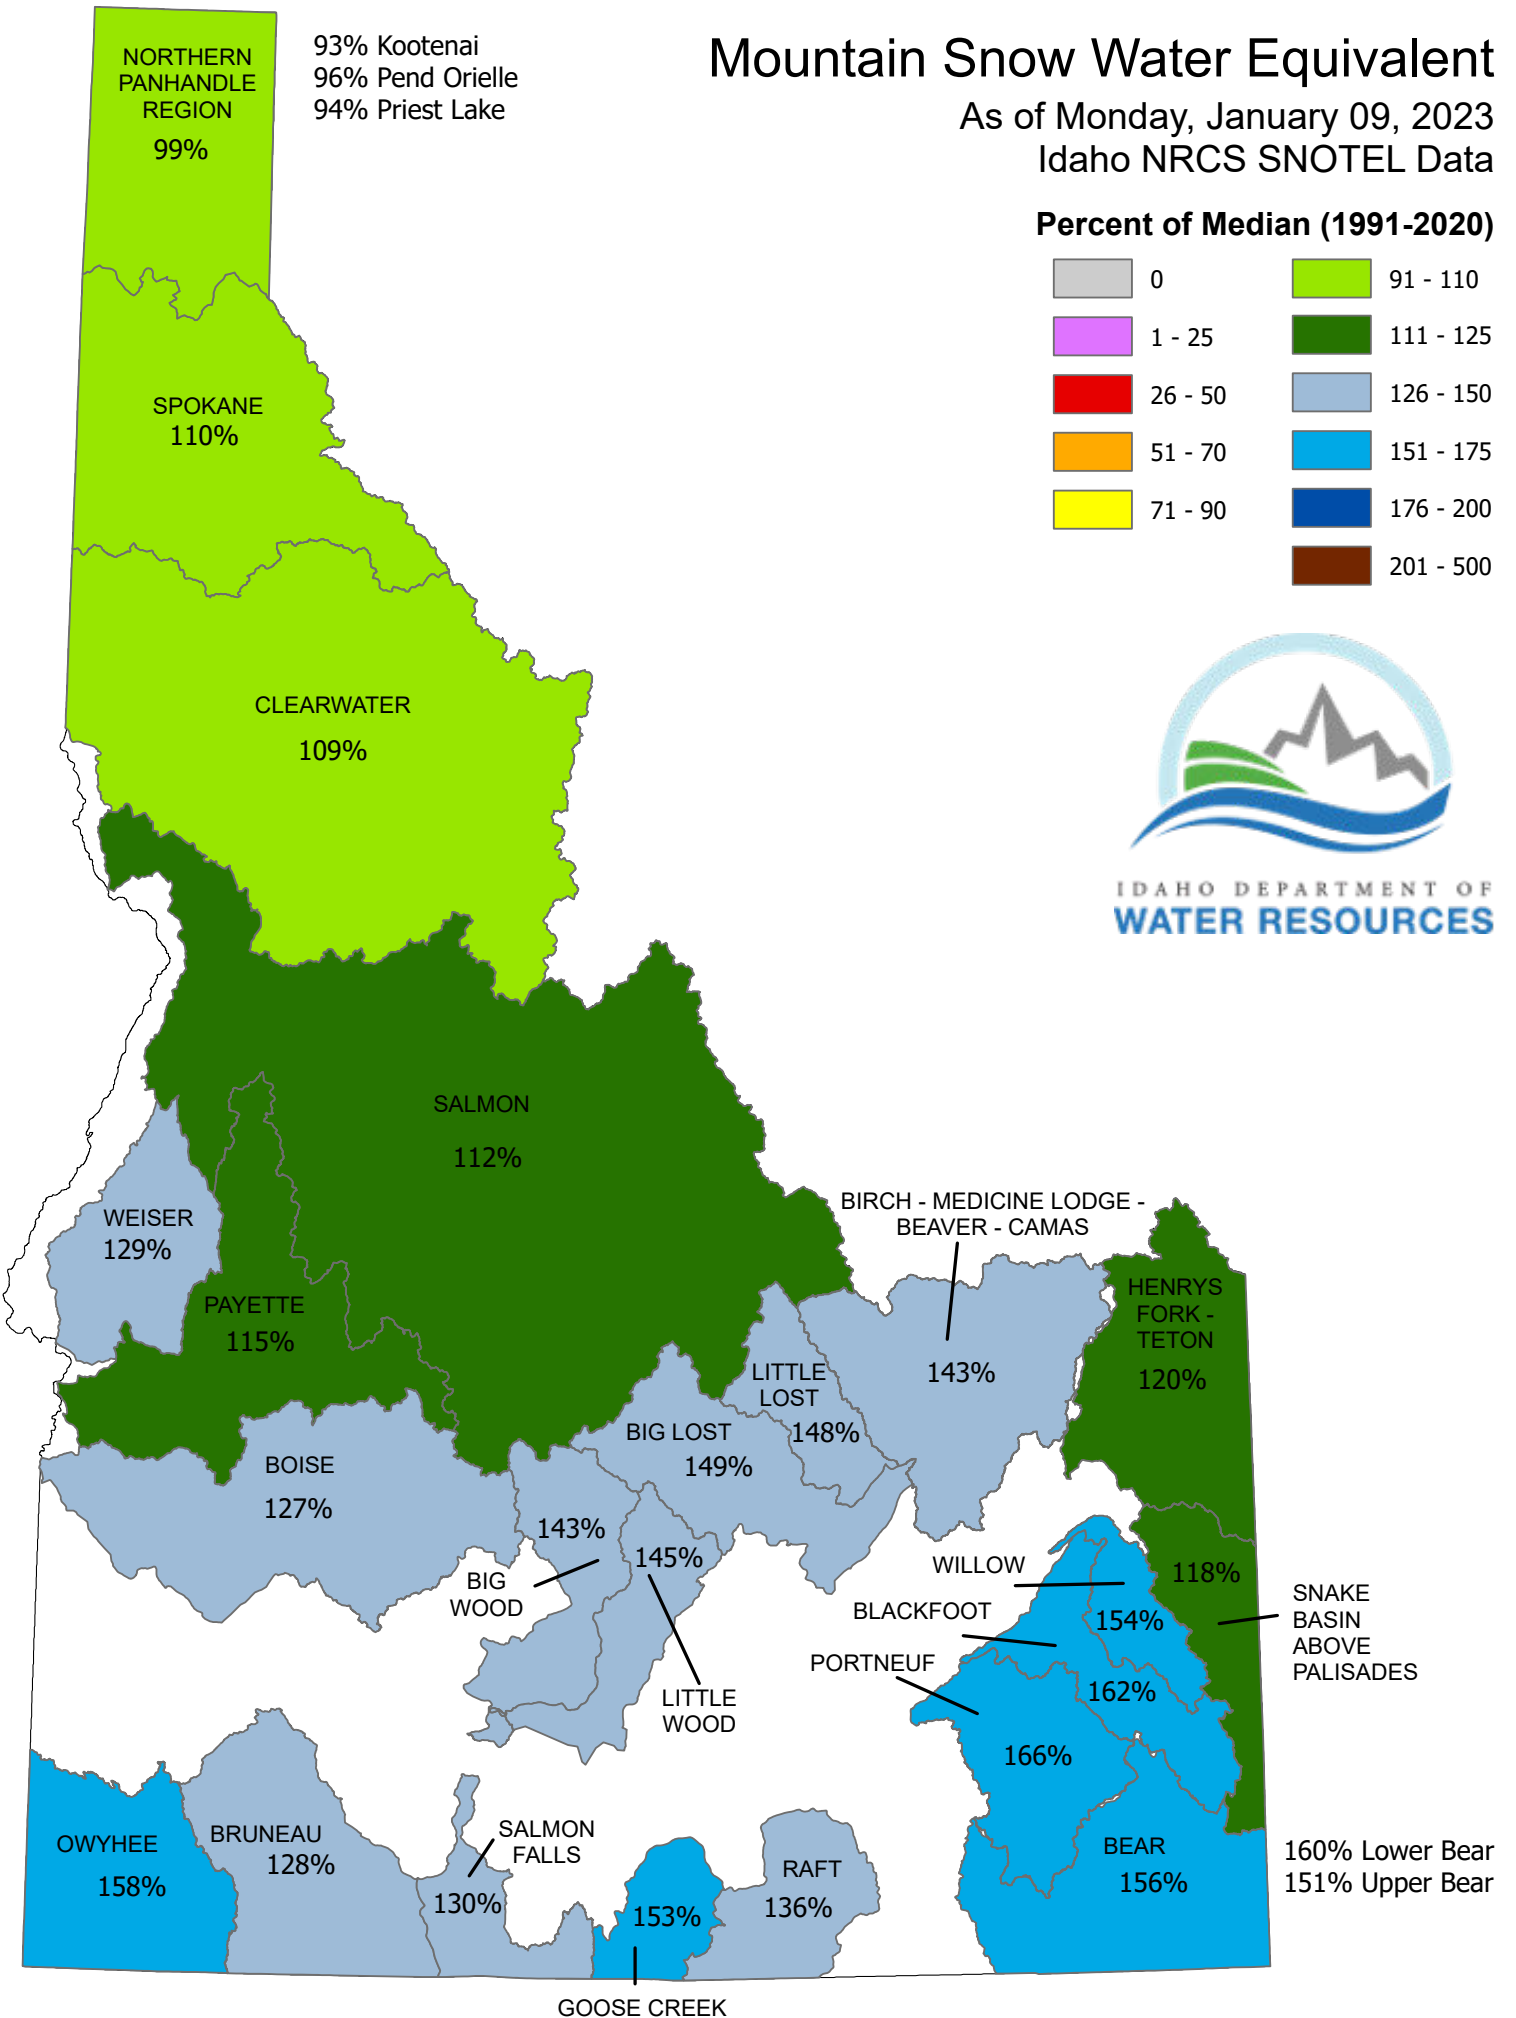 Mountain Snow Water Equivalent
As of Monday, January 09, 2023
Idaho NRCS SNOTEL Data
Percent of Median (1991-2020)
0
1 - 25
26 - 50
51 - 70
71 - 90
91 - 110
111 - 125
126 - 150
151 - 175
176 - 200
201 - 500
IDAHO DEPARTMENT OF
WATER RESOURCES
NORTHERN
PANHANDLE
REGION
99%
93% Kootenai
96% Pend Orielle
94% Priest Lake
SPOKANE
110%
CLEARWATER
109%
SALMON
112%
WEISER
129%
PAYETTE
115%
BIRCH - MEDICINE LODGE -
BEAVER - CAMAS
143%
HENRYS
FORK -
TETON
120%
LITTLE
LOST
148%
BIG LOST
149%
BOISE
127%
143%
BIG
WOOD
145%
LITTLE
WOOD
WILLOW
154%
BLACKFOOT
162%
PORTNEUF
166%
118%
SNAKE
BASIN
ABOVE
PALISADES
OWYHEE
158%
BRUNEAU
128%
SALMON
FALLS
130%
153%
GOOSE CREEK
RAFT
136%
BEAR
156%
160% Lower Bear
151% Upper Bear